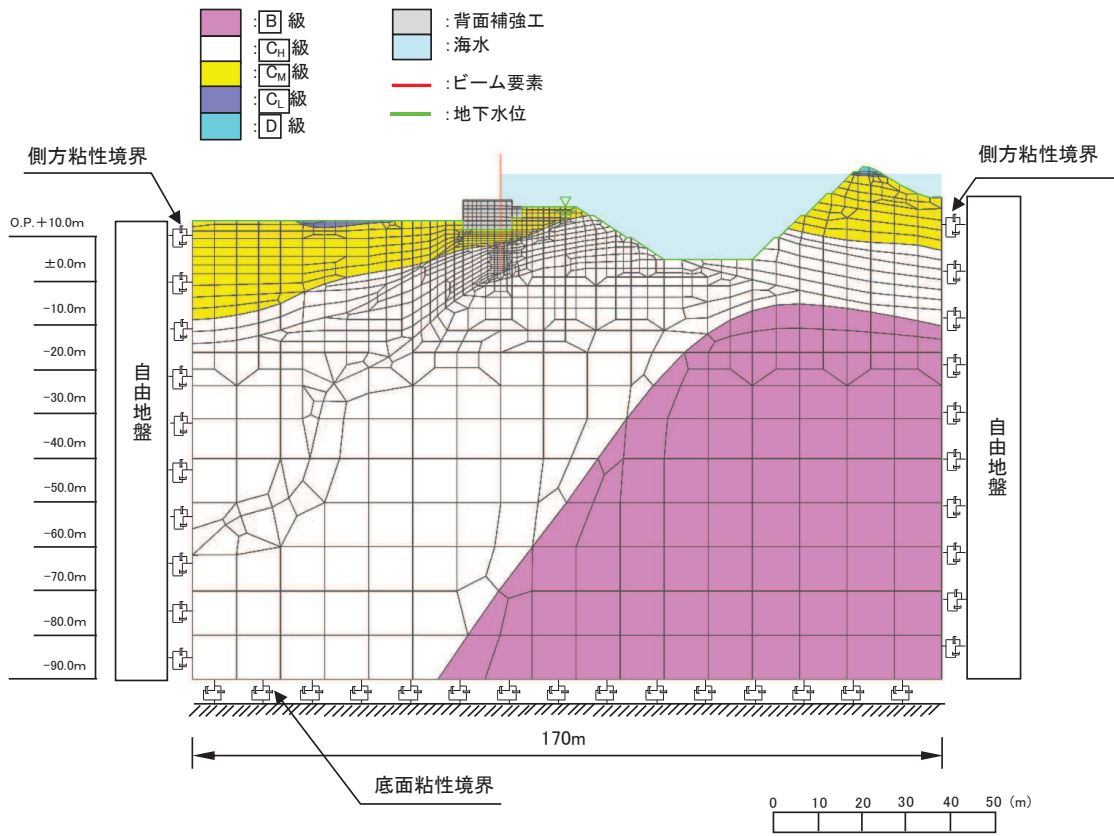 :B級
:CH級
:CM級
:CL級
:D級
:背面補強工
:海水
:ビーム要素
:地下水位
側方粘性境界
側方粘性境界
O.P.+10.0m
±0.0m
-10.0m
-20.0m
-30.0m
-40.0m
-50.0m
-60.0m
-70.0m
-80.0m
-90.0m
自由地盤
自由地盤
170m
底面粘性境界
0 10 20 30 40 50 (m)